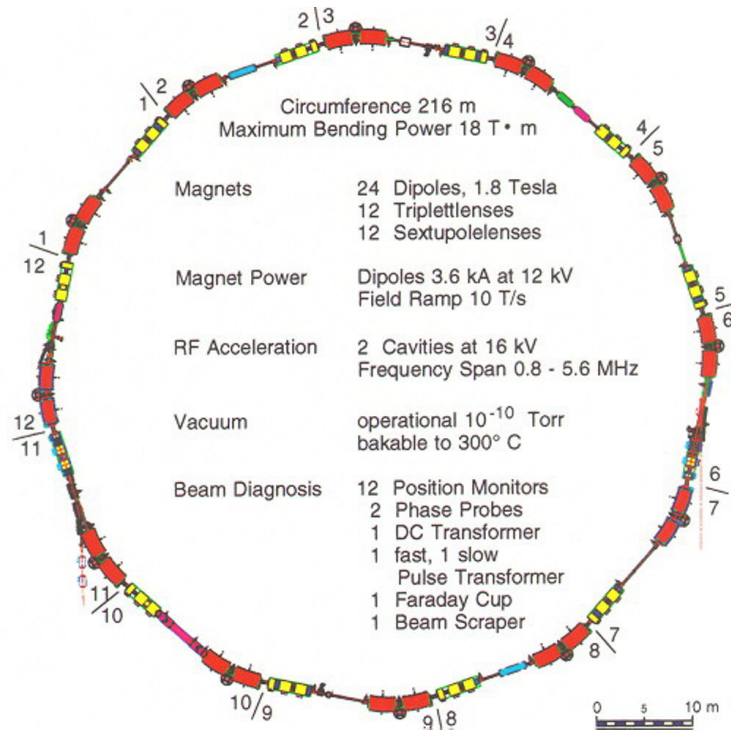 2/3
3/4
1/2
4/5
Circumference 216 m
Maximum Bending Power 18 T • m
Magnets 24 Dipoles, 1.8 Tesla
12 Triplettlenses
12 Sextupolelenses
1/12
Magnet Power Dipoles 3.6 kA at 12 kV
Field Ramp 10 T/s
5/6
RF Acceleration 2 Cavities at 16 kV
Frequency Span 0.8 - 5.6 MHz
12/11
Vacuum operational 10⁻¹⁰ Torr
bakable to 300° C
6/7
Beam Diagnosis 12 Position Monitors
2 Phase Probes
1 DC Transformer
1 fast, 1 slow
Pulse Transformer
1 Faraday Cup
1 Beam Scraper
11/10
8/7
10/9
9/8
0 5 10 m